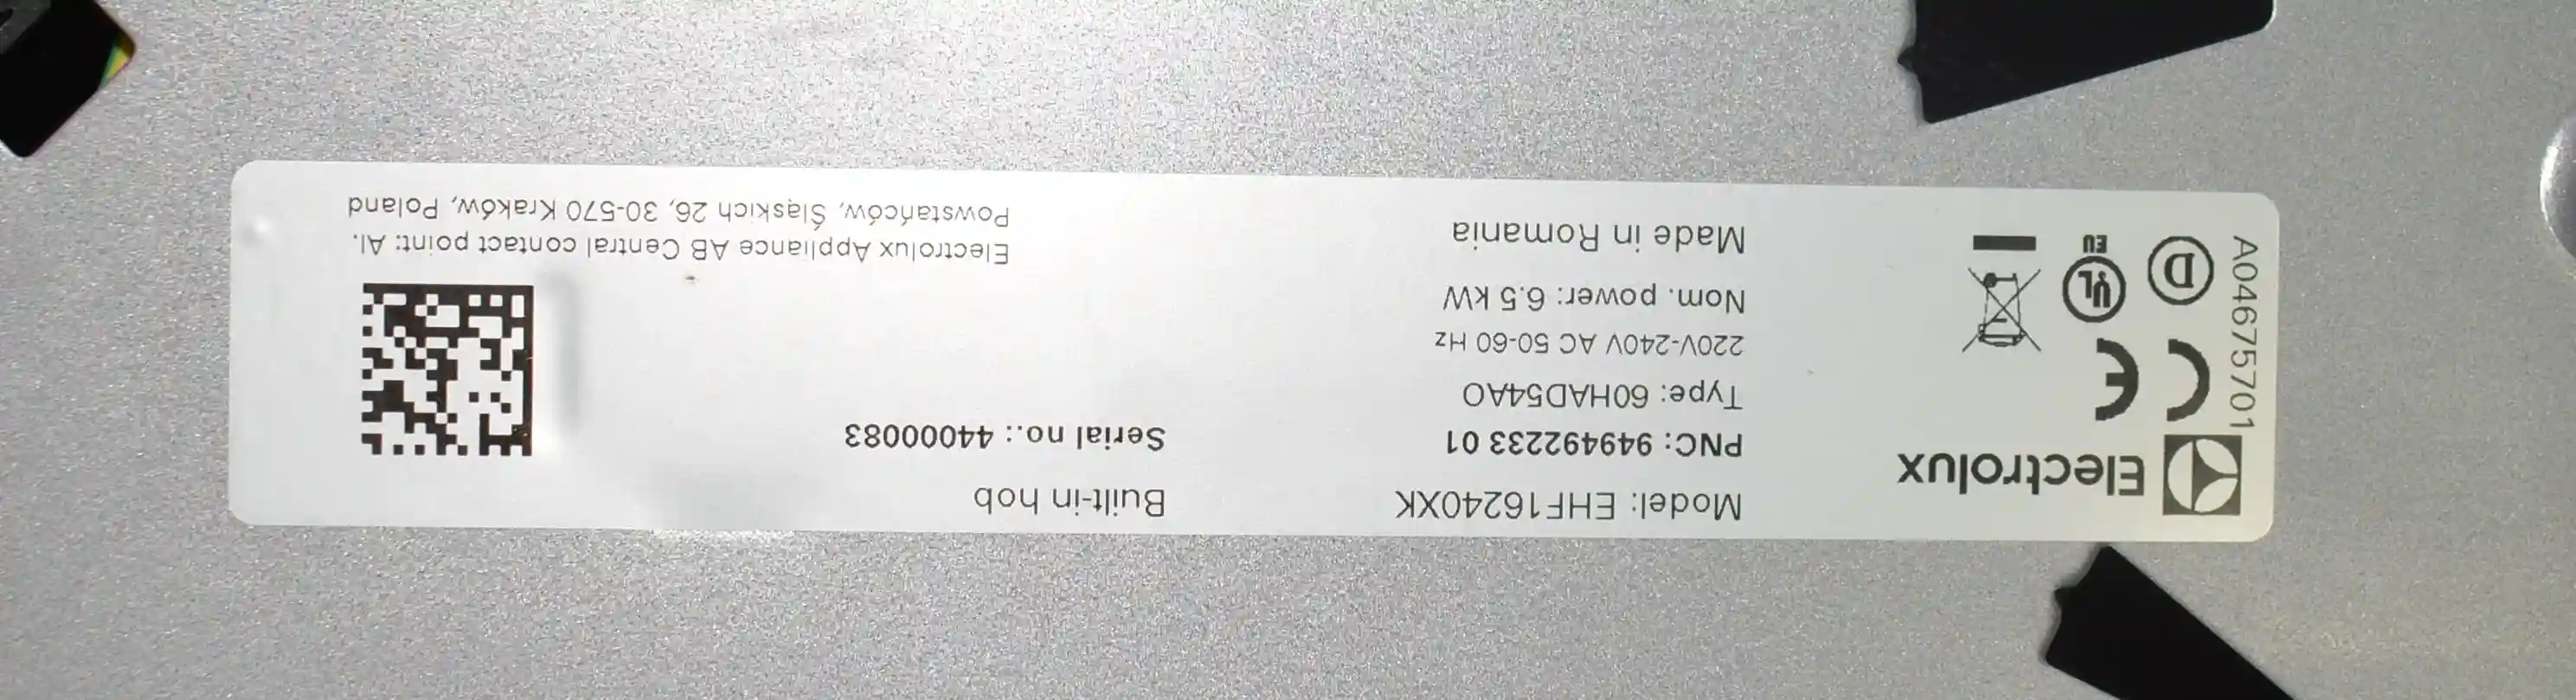 Electrolux
Model: EHF16240XK
PNC: 949492233 01
Type: 60HAD54AO
220V-240V AC 50-60 Hz
Nom. power: 6.5 kW
Made in Romania
Built-in hob
Serial no.: 44000083
Electrolux Appliance AB Central contact point: Al.
Powstańców, Śląskich 26, 30-570 Kraków, Poland
CE
D
UL
EU
A04675701